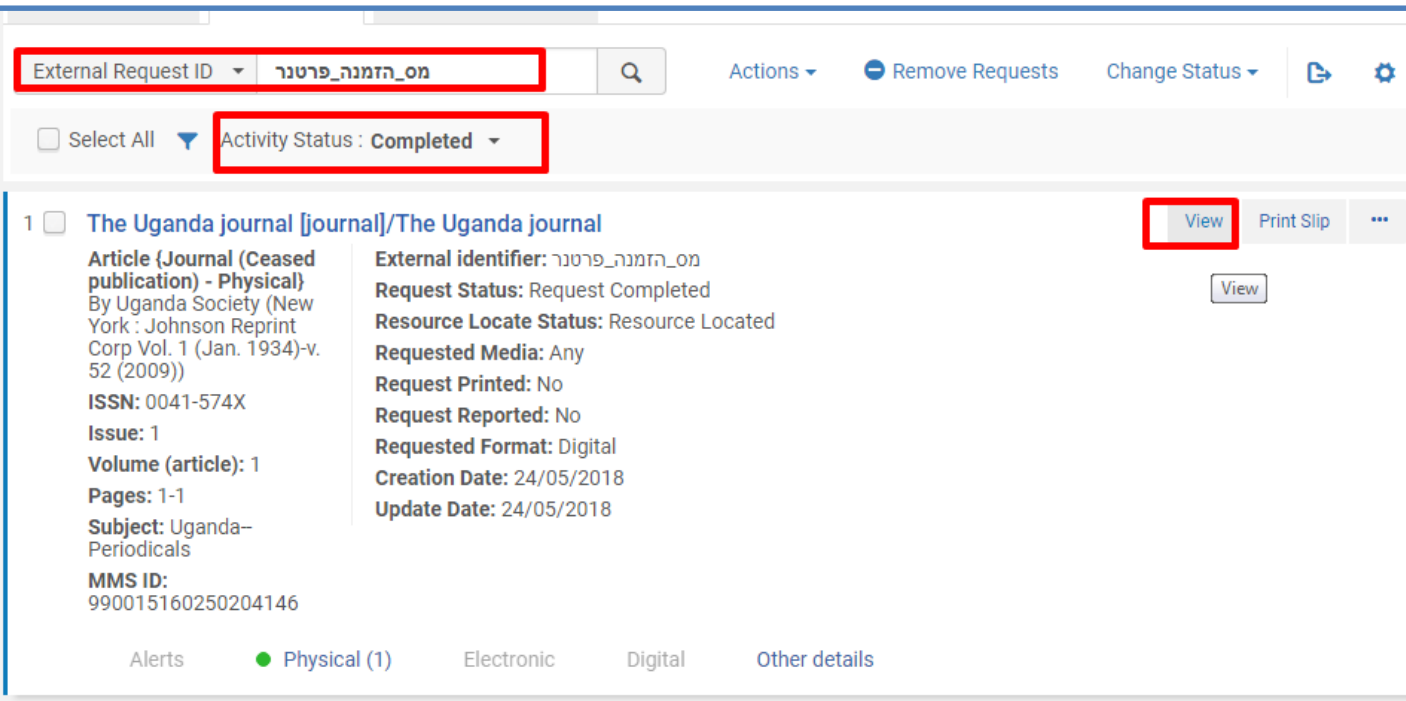 External Request ID מס_הזמנה_פרטנר Actions Remove Requests Change Status
Select All Activity Status : Completed
1 The Uganda journal [journal]/The Uganda journal View Print Slip •••
View
Article {Journal (Ceased
publication) - Physical}
By Uganda Society (New
York : Johnson Reprint
Corp Vol. 1 (Jan. 1934)-v.
52 (2009))
ISSN: 0041-574X
Issue: 1
Volume (article): 1
Pages: 1-1
Subject: Uganda--
Periodicals
MMS ID:
990015160250204146
External identifier: מס_הזמנה_פרטנר
Request Status: Request Completed
Resource Locate Status: Resource Located
Requested Media: Any
Request Printed: No
Request Reported: No
Requested Format: Digital
Creation Date: 24/05/2018
Update Date: 24/05/2018
Alerts Physical (1) Electronic Digital Other details